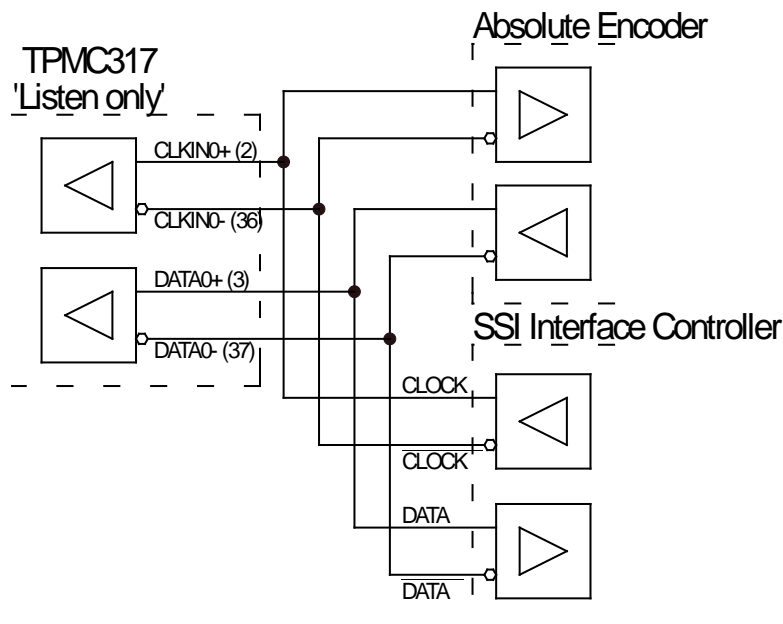 Absolute Encoder
TPMC317
'Listen only'
CLKIN0+ (2)
CLKIN0- (36)
DATA0+ (3)
DATA0- (37)
SSI Interface Controller
CLOCK
CLOCK
DATA
DATA